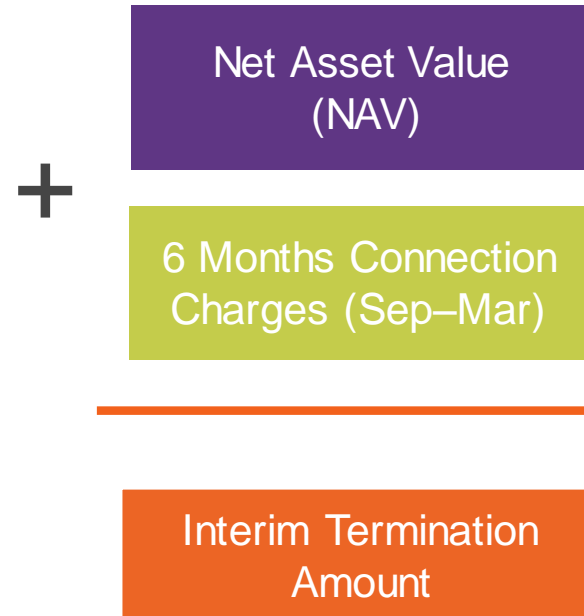 Net Asset Value
(NAV)
+
6 Months Connection
Charges (Sep–Mar)
Interim Termination
Amount